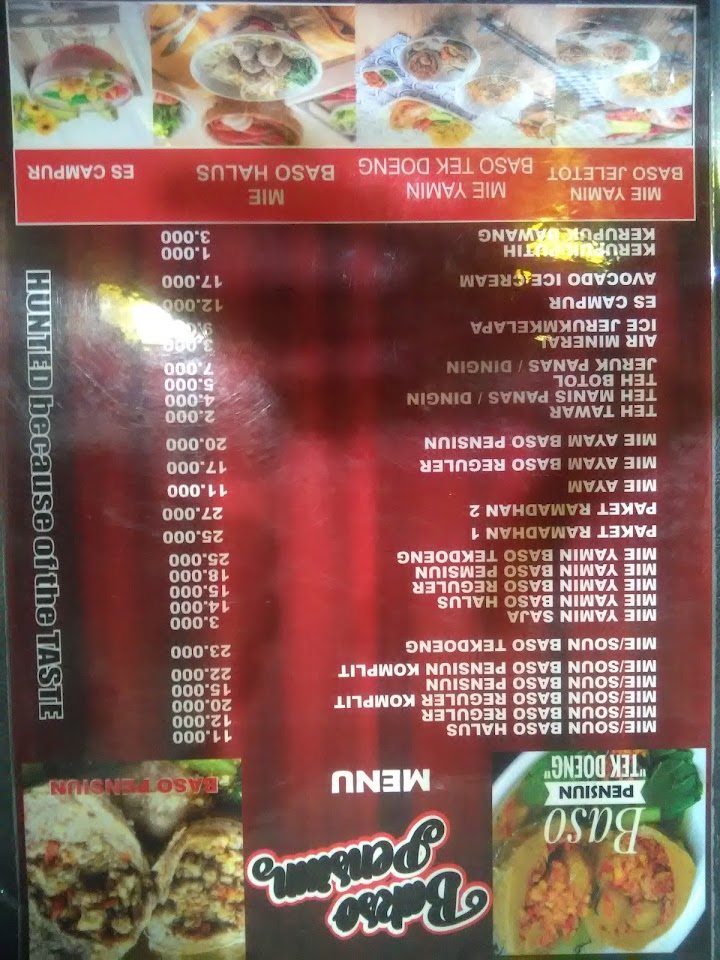 Baso
PENSIUN
"TEK DOENG"
Bakso
Pensiun
MENU
BASO PENSIUN
MIE/SOUN BASO HALUS 11.000
MIE/SOUN BASO REGULER 12.000
MIE/SOUN BASO REGULER KOMPLIT 20.000
MIE/SOUN BASO PENSIUN 15.000
MIE/SOUN BASO PENSIUN KOMPLIT 22.000
MIE/SOUN BASO TEKDOENG 23.000
MIE YAMIN SAJA 3.000
MIE YAMIN BASO HALUS 14.000
MIE YAMIN BASO REGULER 15.000
MIE YAMIN BASO PEMSIUN 18.000
MIE YAMIN BASO TEKDOENG 25.000
PAKET RAMADHAN 1 25.000
PAKET RAMADHAN 2 27.000
MIE AYAM 11.000
MIE AYAM BASO REGULER 17.000
MIE AYAM BASO PENSIUN 20.000
TEH TAWAR 2.000
TEH MANIS PANAS / DINGIN 4.000
TEH BOTOL 5.000
JERUK PANAS / DINGIN 7.000
AIR MINERAL 3.000
ICE JERUKMKELAPA
ES CAMPUR 12.000
AVOCADO ICE CREAM 17.000
KERUPUK PUTIH 1.000
KERUPUK BAWANG 3.000
HUNTED because of the TASTE
MIE YAMIN
BASO JELETOT
MIE YAMIN
BASO TEK DOENG
MIE
BASO HALUS
ES CAMPUR